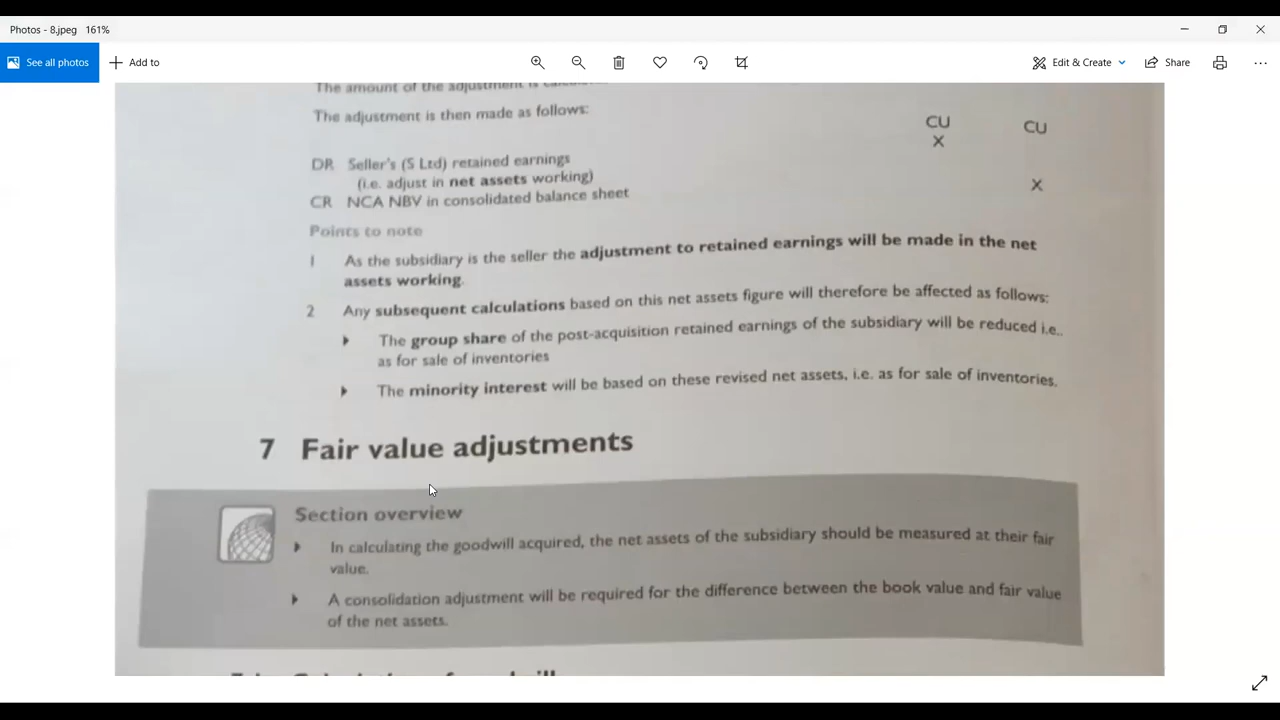 Photos - 8.jpeg 161%
See all photos
Add to
Edit & Create
Share
The amount of the adjustment is
The adjustment is then made as follows:
CU CU
X
DR Seller's (S Ltd) retained earnings
(i.e. adjust in net assets working)
X
CR NCA NBV in consolidated balance sheet
Points to note
1 As the subsidiary is the seller the adjustment to retained earnings will be made in the net
assets working.
2 Any subsequent calculations based on this net assets figure will therefore be affected as follows:
The group share of the post-acquisition retained earnings of the subsidiary will be reduced i.e..
as for sale of inventories
The minority interest will be based on these revised net assets, i.e. as for sale of inventories.
7 Fair value adjustments
Section overview
In calculating the goodwill acquired, the net assets of the subsidiary should be measured at their fair
value.
A consolidation adjustment will be required for the difference between the book value and fair value
of the net assets.